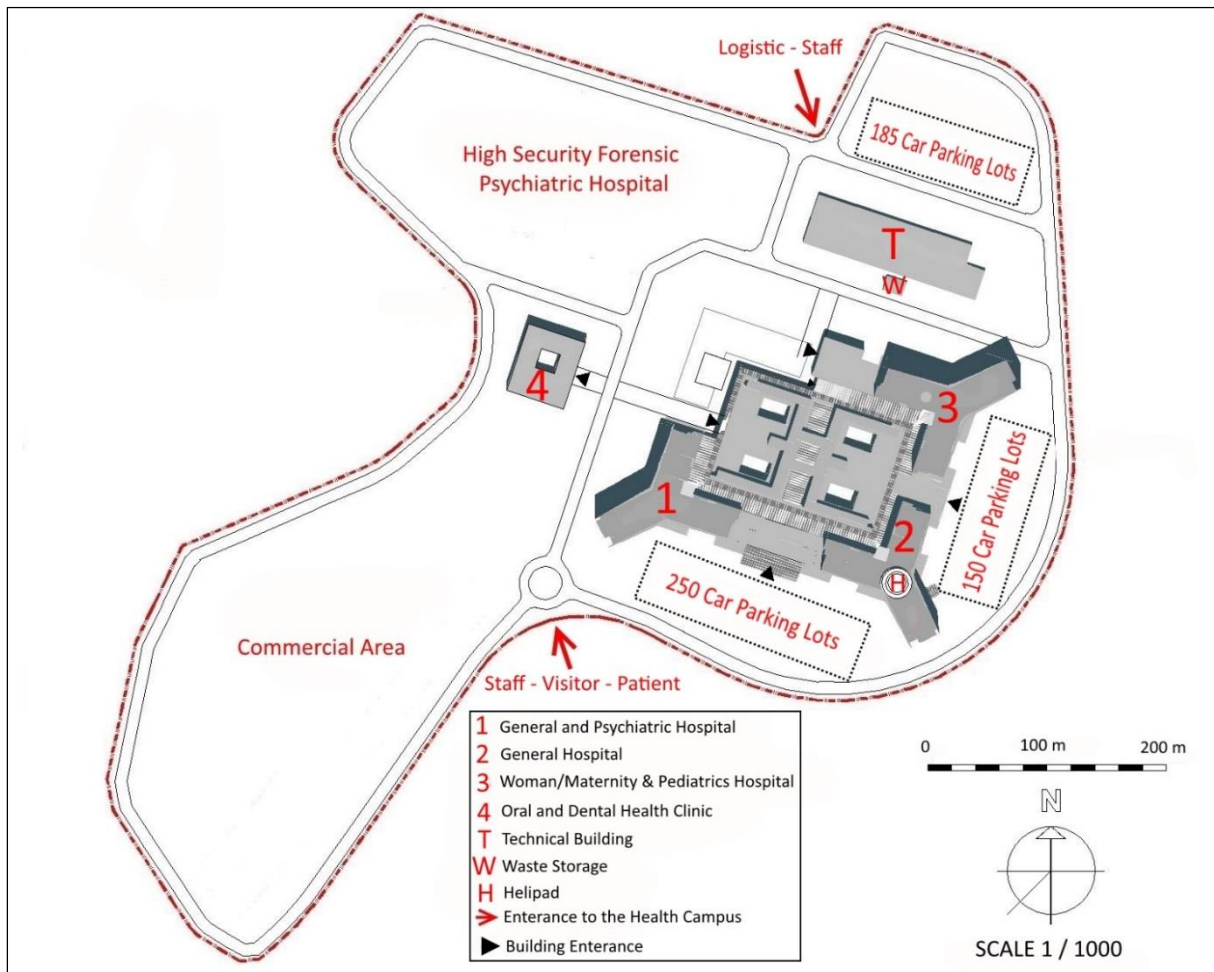 Logistic - Staff
185 Car Parking Lots
High Security Forensic
Psychiatric Hospital
T
W
4
3
1
2
H
150 Car Parking Lots
250 Car Parking Lots
Commercial Area
Staff - Visitor - Patient
1 General and Psychiatric Hospital
2 General Hospital
3 Woman/Maternity & Pediatrics Hospital
4 Oral and Dental Health Clinic
T Technical Building
W Waste Storage
H Helipad
Enterance to the Health Campus
Building Enterance
0 100 m 200 m
N
SCALE 1 / 1000